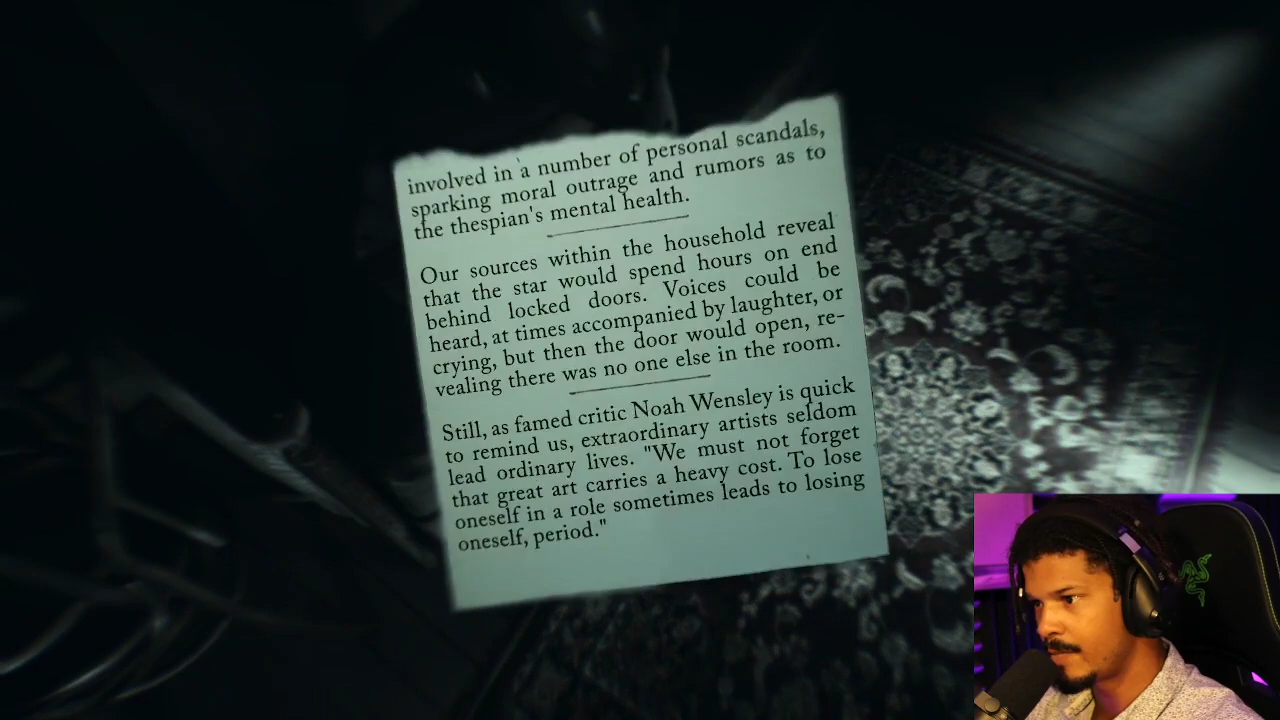 involved in a number of personal scandals,
sparking moral outrage and rumors as to
the thespian's mental health.
Our sources within the household reveal
that the star would spend hours on end
behind locked doors. Voices could be
heard, at times accompanied by laughter, or
crying, but then the door would open, re-
vealing there was no one else in the room.
Still, as famed critic Noah Wensley is quick
to remind us, extraordinary artists seldom
lead ordinary lives. "We must not forget
that great art carries a heavy cost. To lose
oneself in a role sometimes leads to losing
oneself, period."